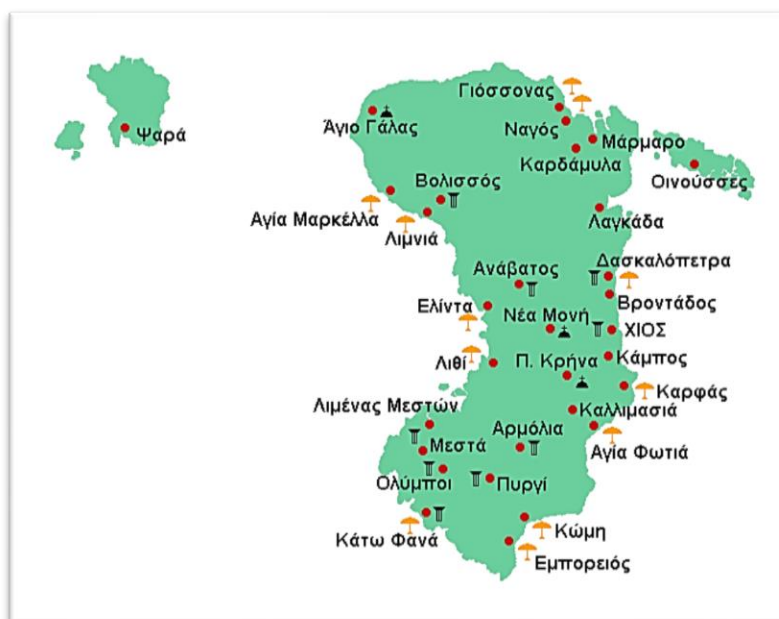 Γιόσσονας
Ψαρά
Άγιο Γάλας
Ναγός
Μάρμαρο
Καρδάμυλα
Οινούσσες
Βολισσός
Αγία Μαρκέλλα
Λιμνιά
Λαγκάδα
Δασκαλόπετρα
Ανάβατος
Βροντάδος
Ελίντα
Νέα Μονή
ΧΙΟΣ
Λιθί
Π. Κρήνα
Κάμπος
Καρφάς
Λιμένας Μεστών
Καλλιμασιά
Αρμόλια
Μεστά
Αγία Φωτιά
Ολύμποι
Πυργί
Κάτω Φανά
Κώμη
Εμπορειός